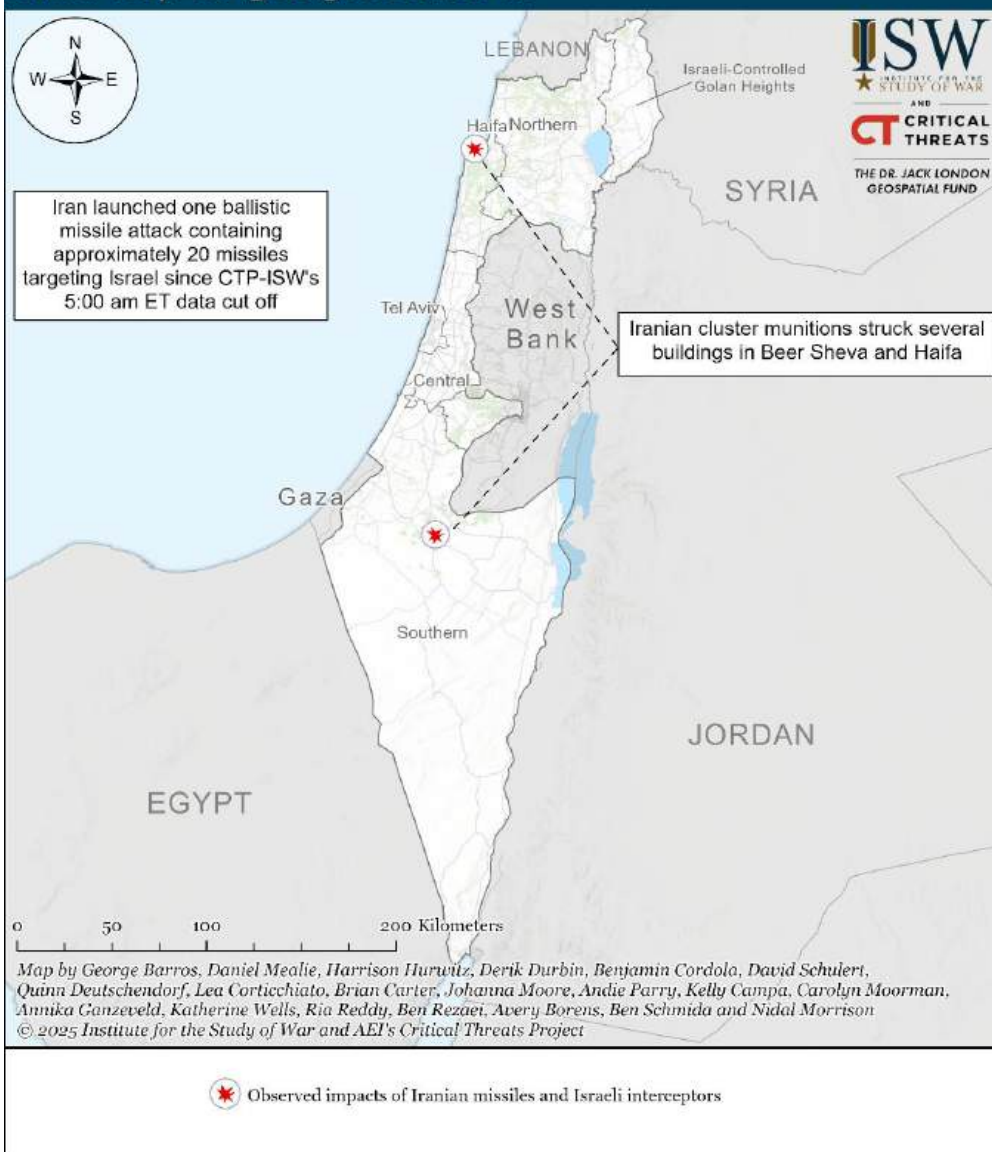 N
W E
S
LEBANON
Israeli-Controlled
Golan Heights
ISW
INSTITUTE FOR THE
STUDY OF WAR
AND
CT CRITICAL
THREATS
THE DR. JACK LONDON
GEOSPATIAL FUND
Haifa Northern
SYRIA
Iran launched one ballistic
missile attack containing
approximately 20 missiles
targeting Israel since CTP-ISW's
5:00 am ET data cut off
Tel Aviv
West
Bank
Iranian cluster munitions struck several
buildings in Beer Sheva and Haifa
Central
Gaza
Southern
JORDAN
EGYPT
0 50 100 200 Kilometers
Map by George Barros, Daniel Mealie, Harrison Hurwitz, Derik Durbin, Benjamin Cordola, David Schulert,
Quinn Deutschendorf, Lea Corticchiato, Brian Carter, Johanna Moore, Andie Parry, Kelly Campa, Carolyn Moorman,
Annika Ganzeveld, Katherine Wells, Ria Reddy, Ben Rezaei, Avery Borens, Ben Schmida and Nidal Morrison
© 2025 Institute for the Study of War and AEI's Critical Threats Project
Observed impacts of Iranian missiles and Israeli interceptors